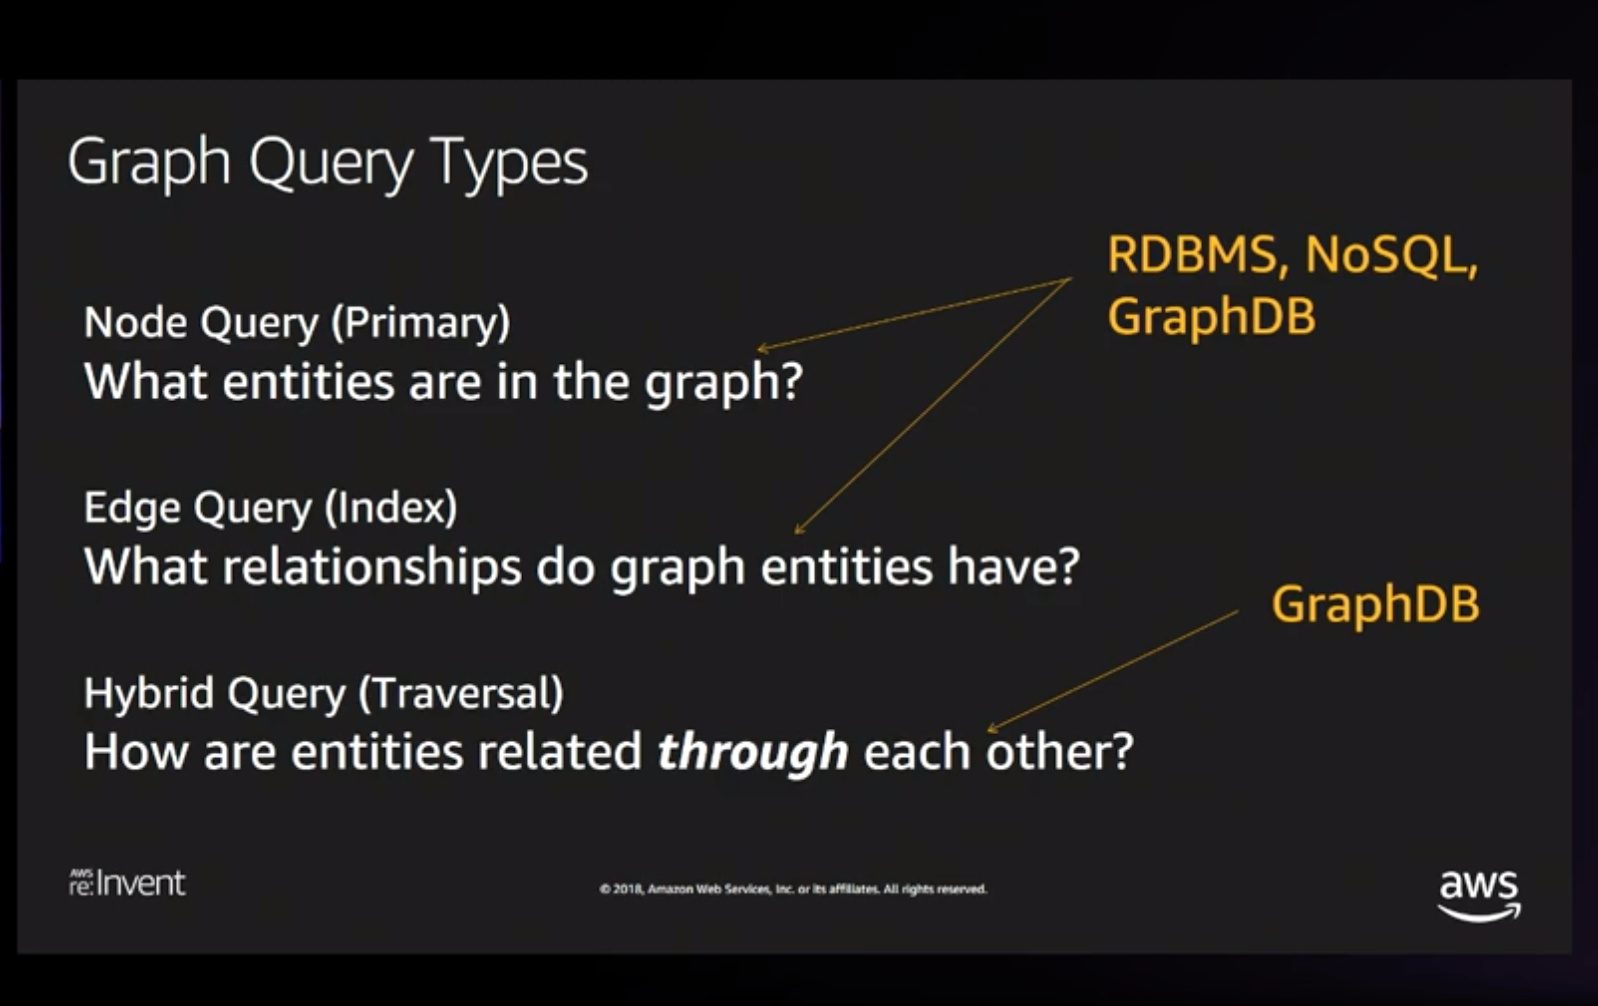 Graph Query Types
RDBMS, NoSQL,
GraphDB
Node Query (Primary)
What entities are in the graph?
Edge Query (Index)
What relationships do graph entities have?
GraphDB
Hybrid Query (Traversal)
How are entities related through each other?
AWS
re:Invent
© 2018, Amazon Web Services, Inc. or its affiliates. All rights reserved.
aws